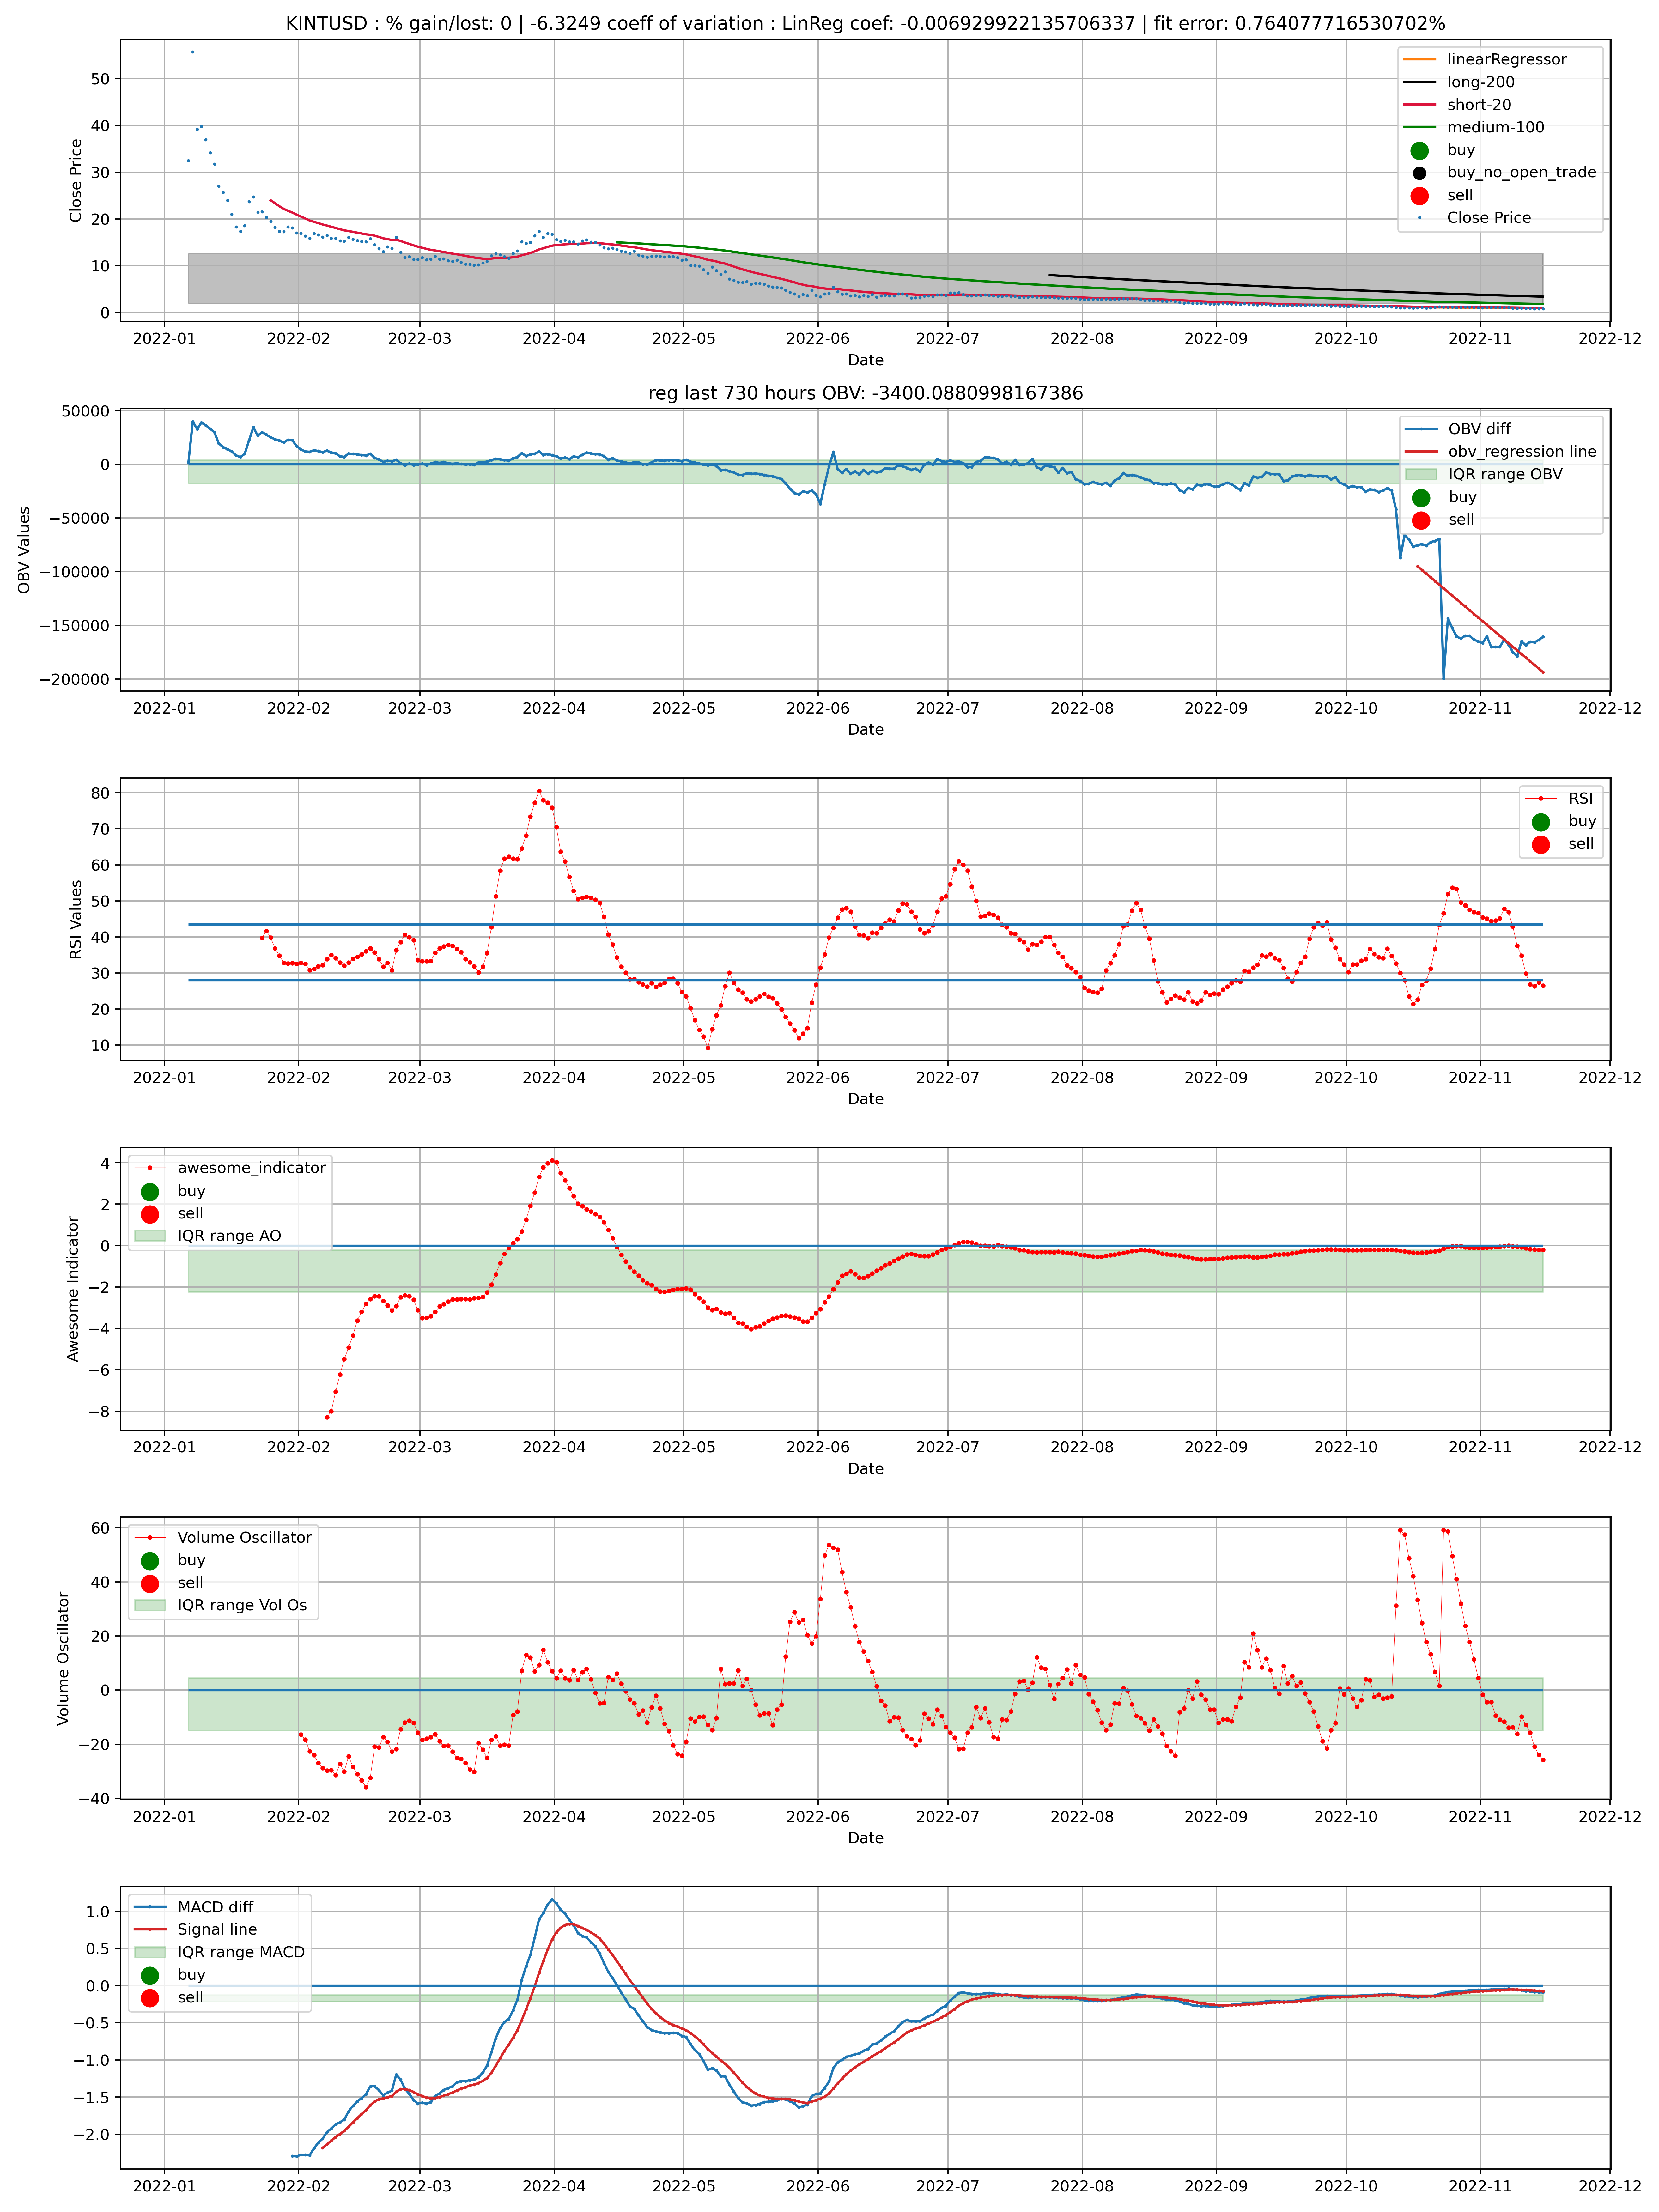 KINTUSD : % gain/lost: 0 | -6.3249 coeff of variation : LinReg coef: -0.006929922135706337 | fit error: 0.764077716530702%
Close Price
50
40
30
20
10
0
linearRegressor
long-200
short-20
medium-100
buy
buy_no_open_trade
sell
Close Price
2022-01 2022-02 2022-03 2022-04 2022-05 2022-06 2022-07 2022-08 2022-09 2022-10 2022-11 2022-12
Date
reg last 730 hours OBV: -3400.0880998167386
OBV Values
50000
0
−50000
−100000
−150000
−200000
OBV diff
obv_regression line
IQR range OBV
buy
sell
2022-01 2022-02 2022-03 2022-04 2022-05 2022-06 2022-07 2022-08 2022-09 2022-10 2022-11 2022-12
Date
RSI Values
80
70
60
50
40
30
20
10
RSI
buy
sell
2022-01 2022-02 2022-03 2022-04 2022-05 2022-06 2022-07 2022-08 2022-09 2022-10 2022-11 2022-12
Date
Awesome Indicator
4
2
0
−2
−4
−6
−8
awesome_indicator
buy
sell
IQR range AO
2022-01 2022-02 2022-03 2022-04 2022-05 2022-06 2022-07 2022-08 2022-09 2022-10 2022-11 2022-12
Date
Volume Oscillator
60
40
20
0
−20
−40
Volume Oscillator
buy
sell
IQR range Vol Os
2022-01 2022-02 2022-03 2022-04 2022-05 2022-06 2022-07 2022-08 2022-09 2022-10 2022-11 2022-12
Date
1.0
0.5
0.0
−0.5
−1.0
−1.5
−2.0
MACD diff
Signal line
IQR range MACD
buy
sell
2022-01 2022-02 2022-03 2022-04 2022-05 2022-06 2022-07 2022-08 2022-09 2022-10 2022-11 2022-12